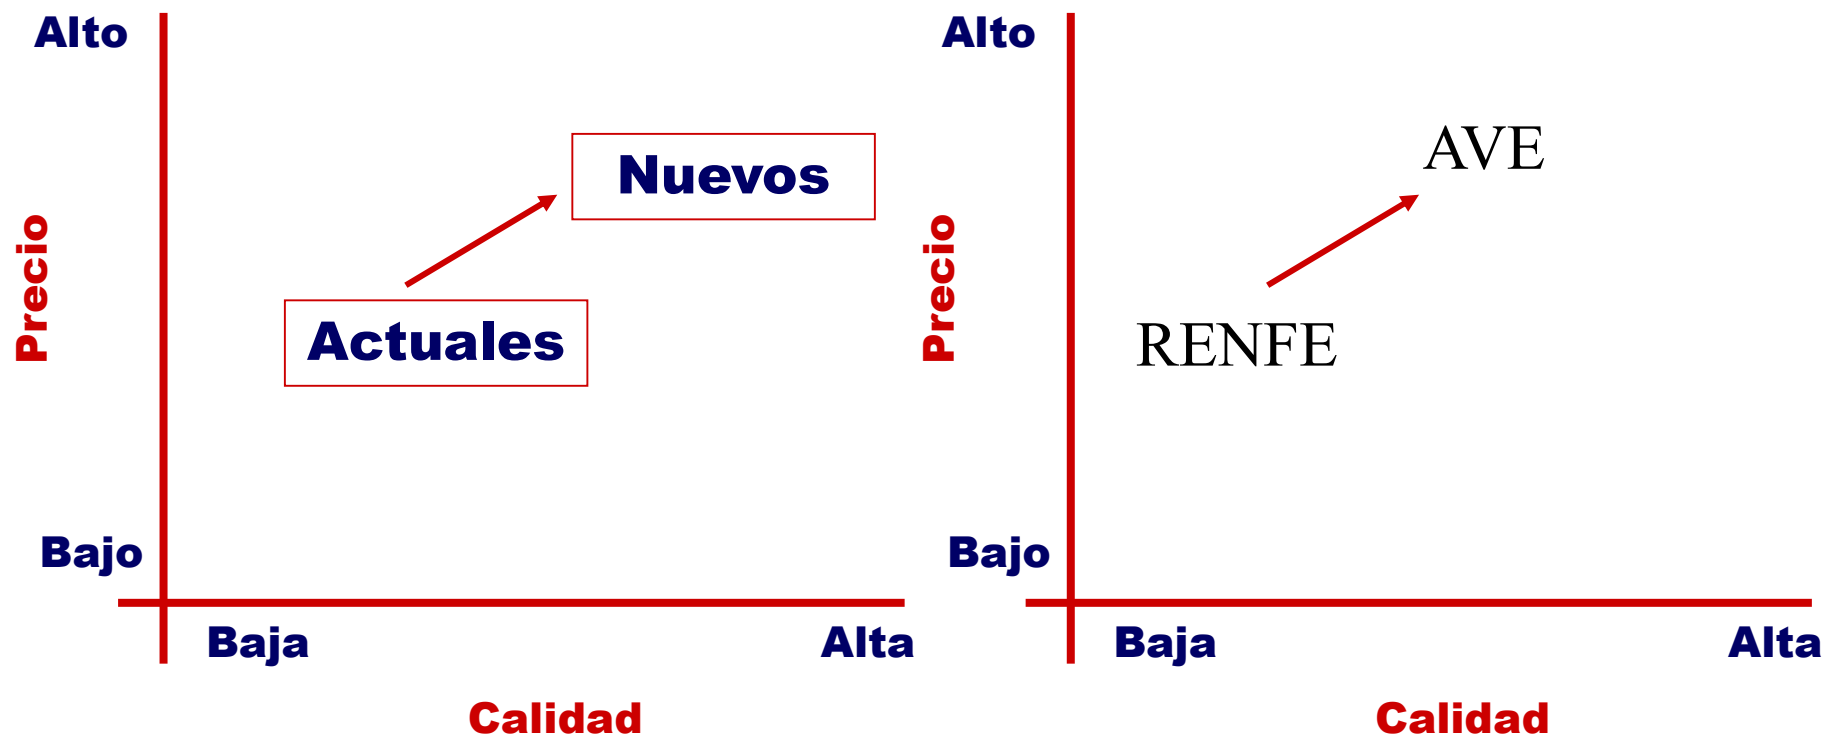 Alto
Nuevos
Precio
Actuales
Bajo
Baja
Alta
Calidad
Alto
AVE
Precio
RENFE
Bajo
Baja
Alta
Calidad